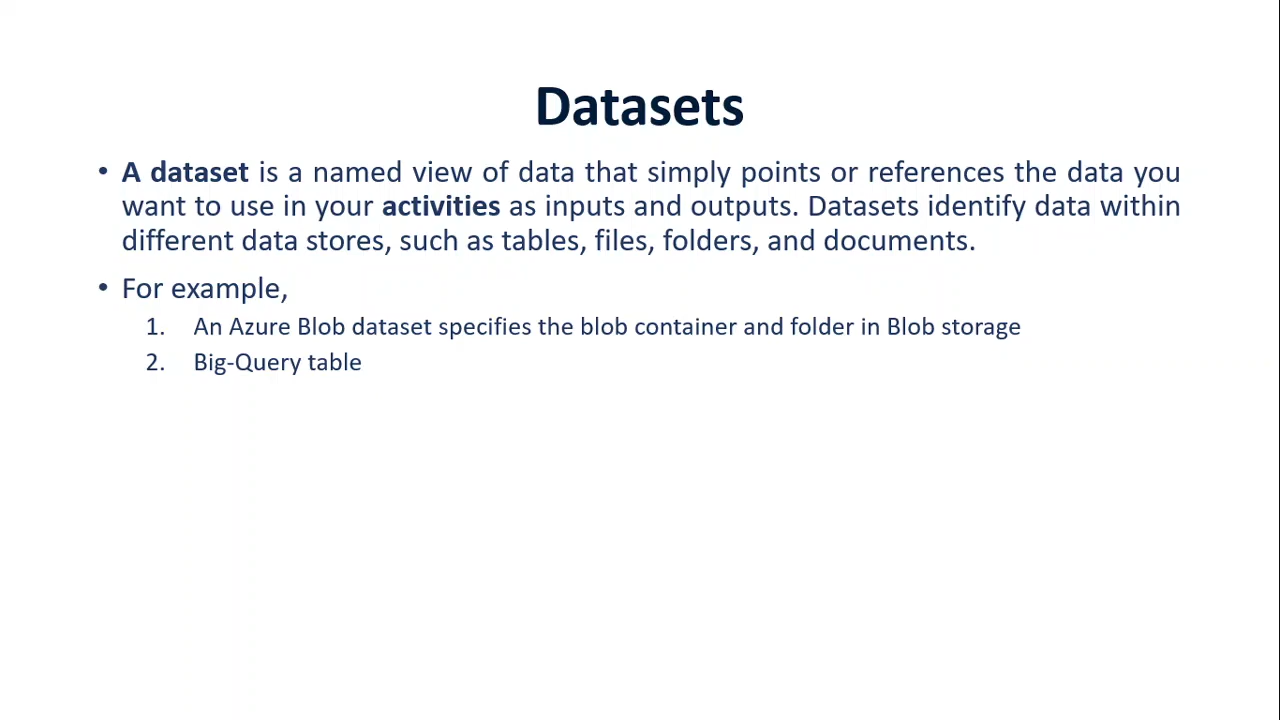 Datasets
• A dataset is a named view of data that simply points or references the data you
want to use in your activities as inputs and outputs. Datasets identify data within
different data stores, such as tables, files, folders, and documents.
• For example,
1. An Azure Blob dataset specifies the blob container and folder in Blob storage
2. Big-Query table